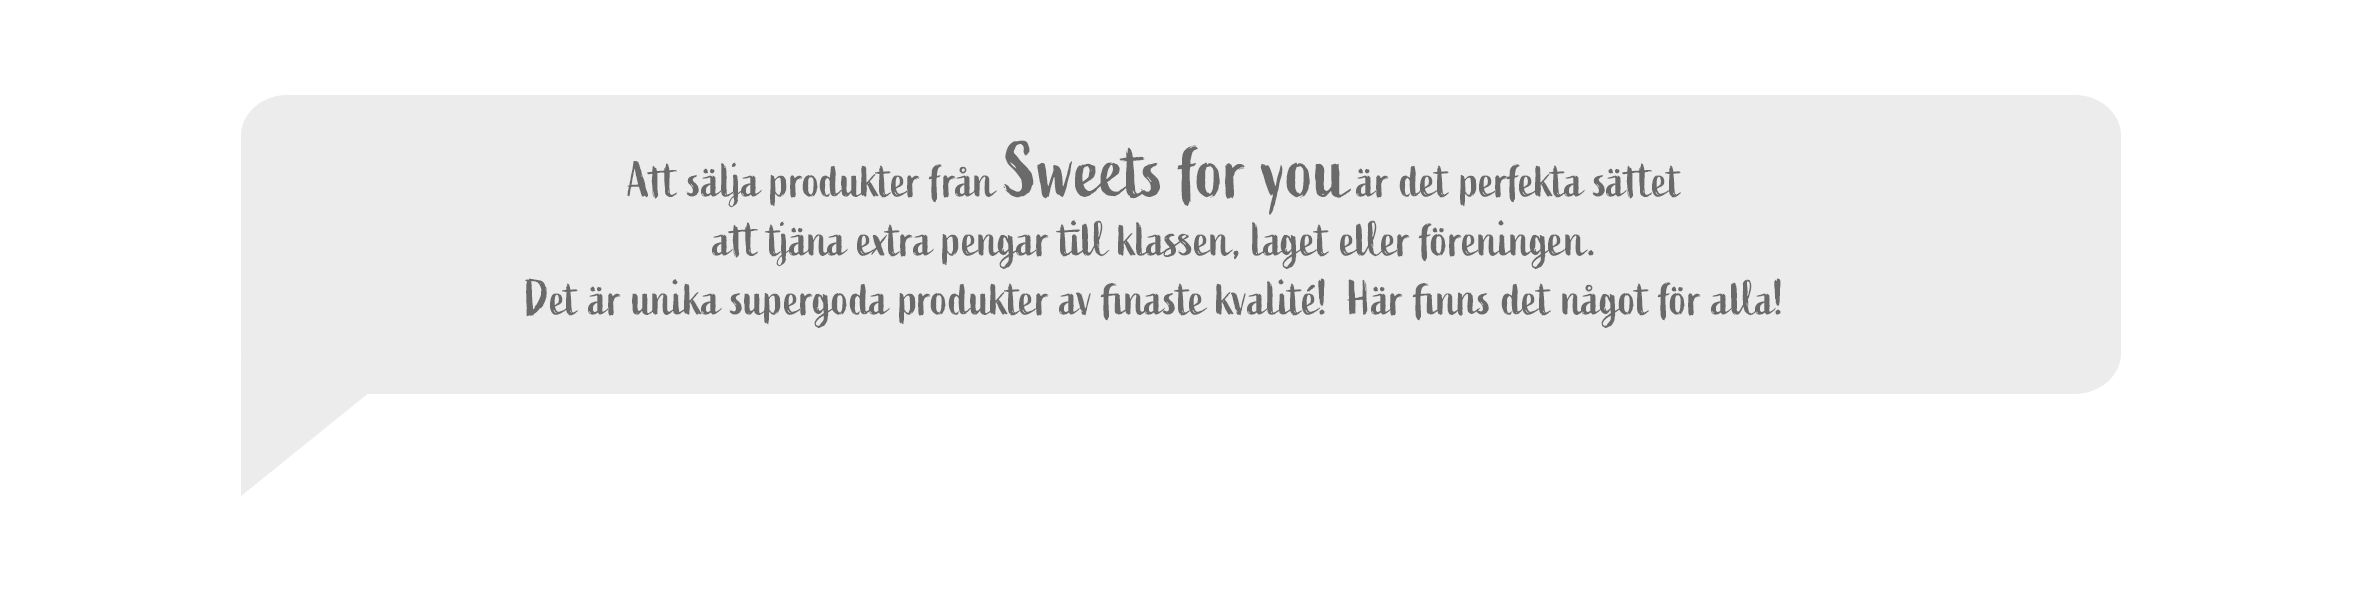 Att sälja produkter från Sweets for you är det perfekta sättet
att tjäna extra pengar till klassen, laget eller föreningen.
Det är unika supergoda produkter av finaste kvalité! Här finns det något för alla!